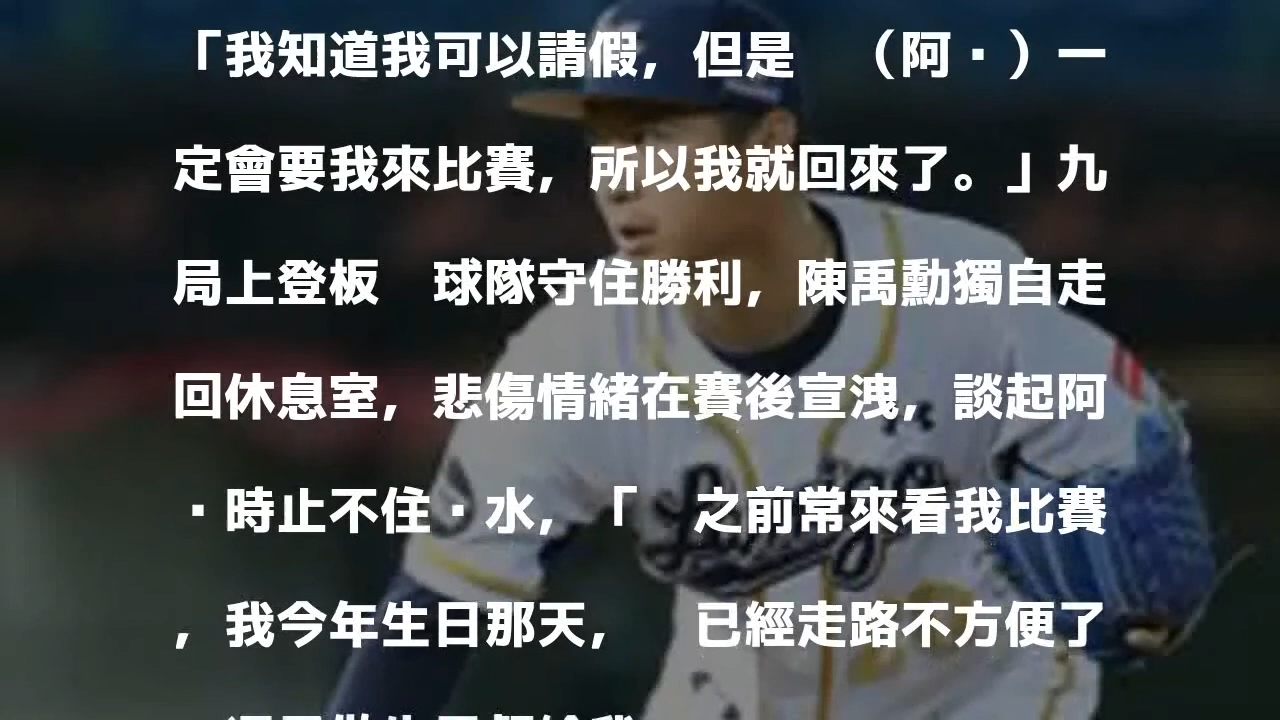 「我知道我可以請假，但是　（阿▪）一
定會要我來比賽，所以我就回來了。」九
局上登板　球隊守住勝利，陳禹勳獨自走
回休息室，悲傷情緒在賽後宣洩，談起阿
▪時止不住▪水，「　之前常來看我比賽
，我今年生日那天，　已經走路不方便了
Lamigo